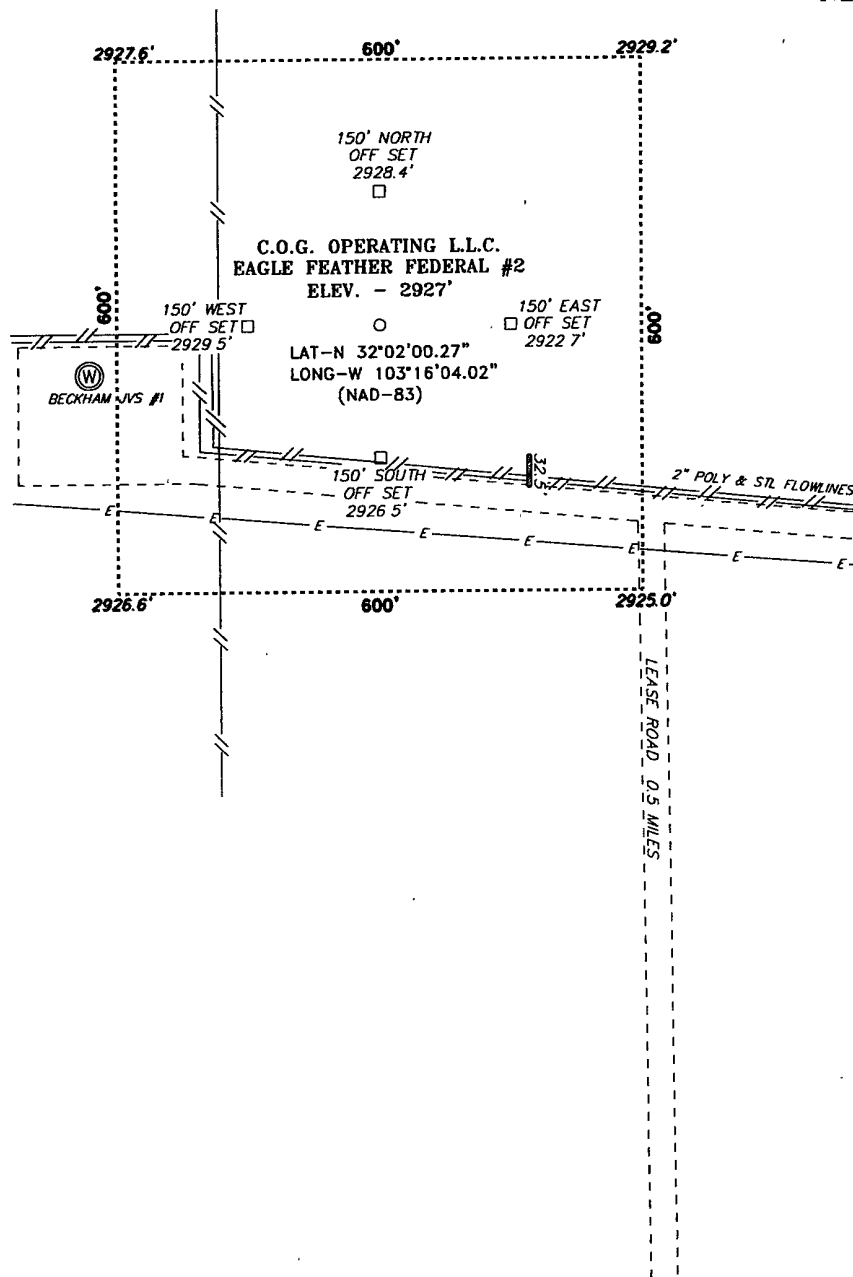 2927.6'
600'
2929.2'
150' NORTH
OFF SET
2928.4'
C.O.G. OPERATING L.L.C.
EAGLE FEATHER FEDERAL #2
ELEV. - 2927'
600'
150' WEST
OFF SET
2929 5'
150' EAST
OFF SET
2922 7'
600'
LAT-N 32°02'00.27"
LONG-W 103°16'04.02"
(NAD-83)
W
BECKHAM JVS #1
150' SOUTH
OFF SET
2926 5'
32.5'
2" POLY & STL FLOWLINES
E E E E E E E E
2926.6'
600'
2925.0'
LEASE ROAD 0.5 MILES